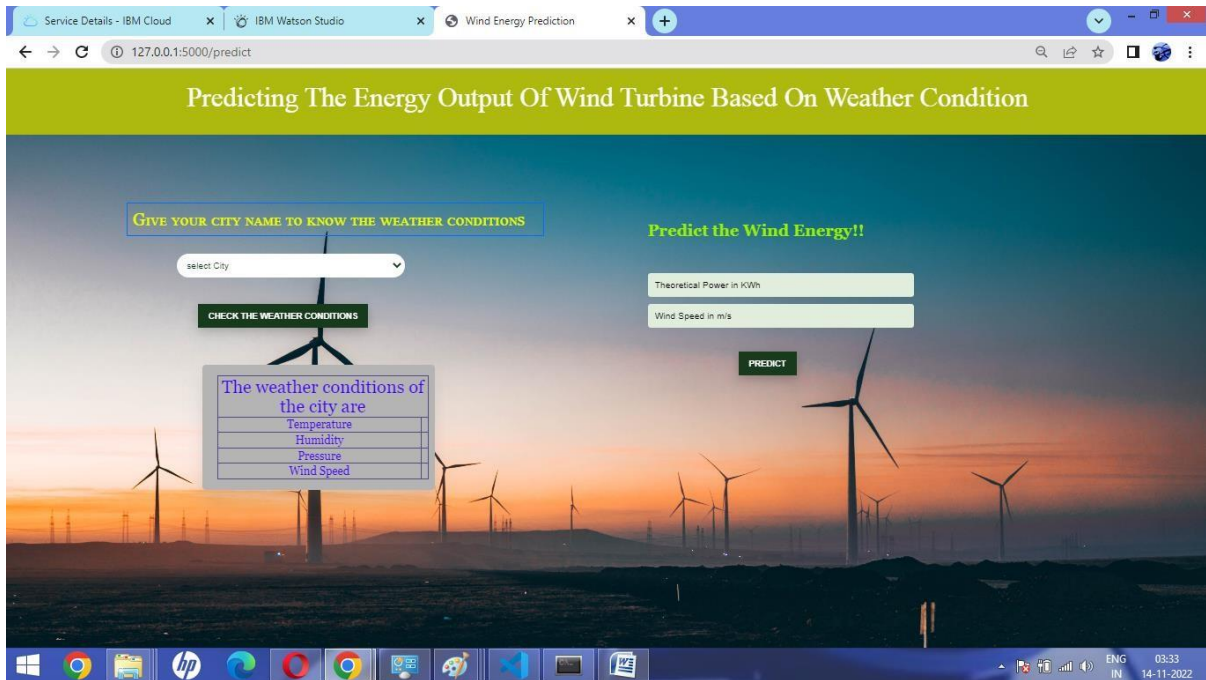 Service Details - IBM Cloud
IBM Watson Studio
Wind Energy Prediction
127.0.0.1:5000/predict
Predicting The Energy Output Of Wind Turbine Based On Weather Condition
Give your city name to know the weather conditions
select City
CHECK THE WEATHER CONDITIONS
The weather conditions of
the city are
Temperature
Humidity
Pressure
Wind Speed
Predict the Wind Energy!!
Theoretical Power in KWh
Wind Speed in m/s
PREDICT
hp
ENG
IN
03:33
14-11-2022